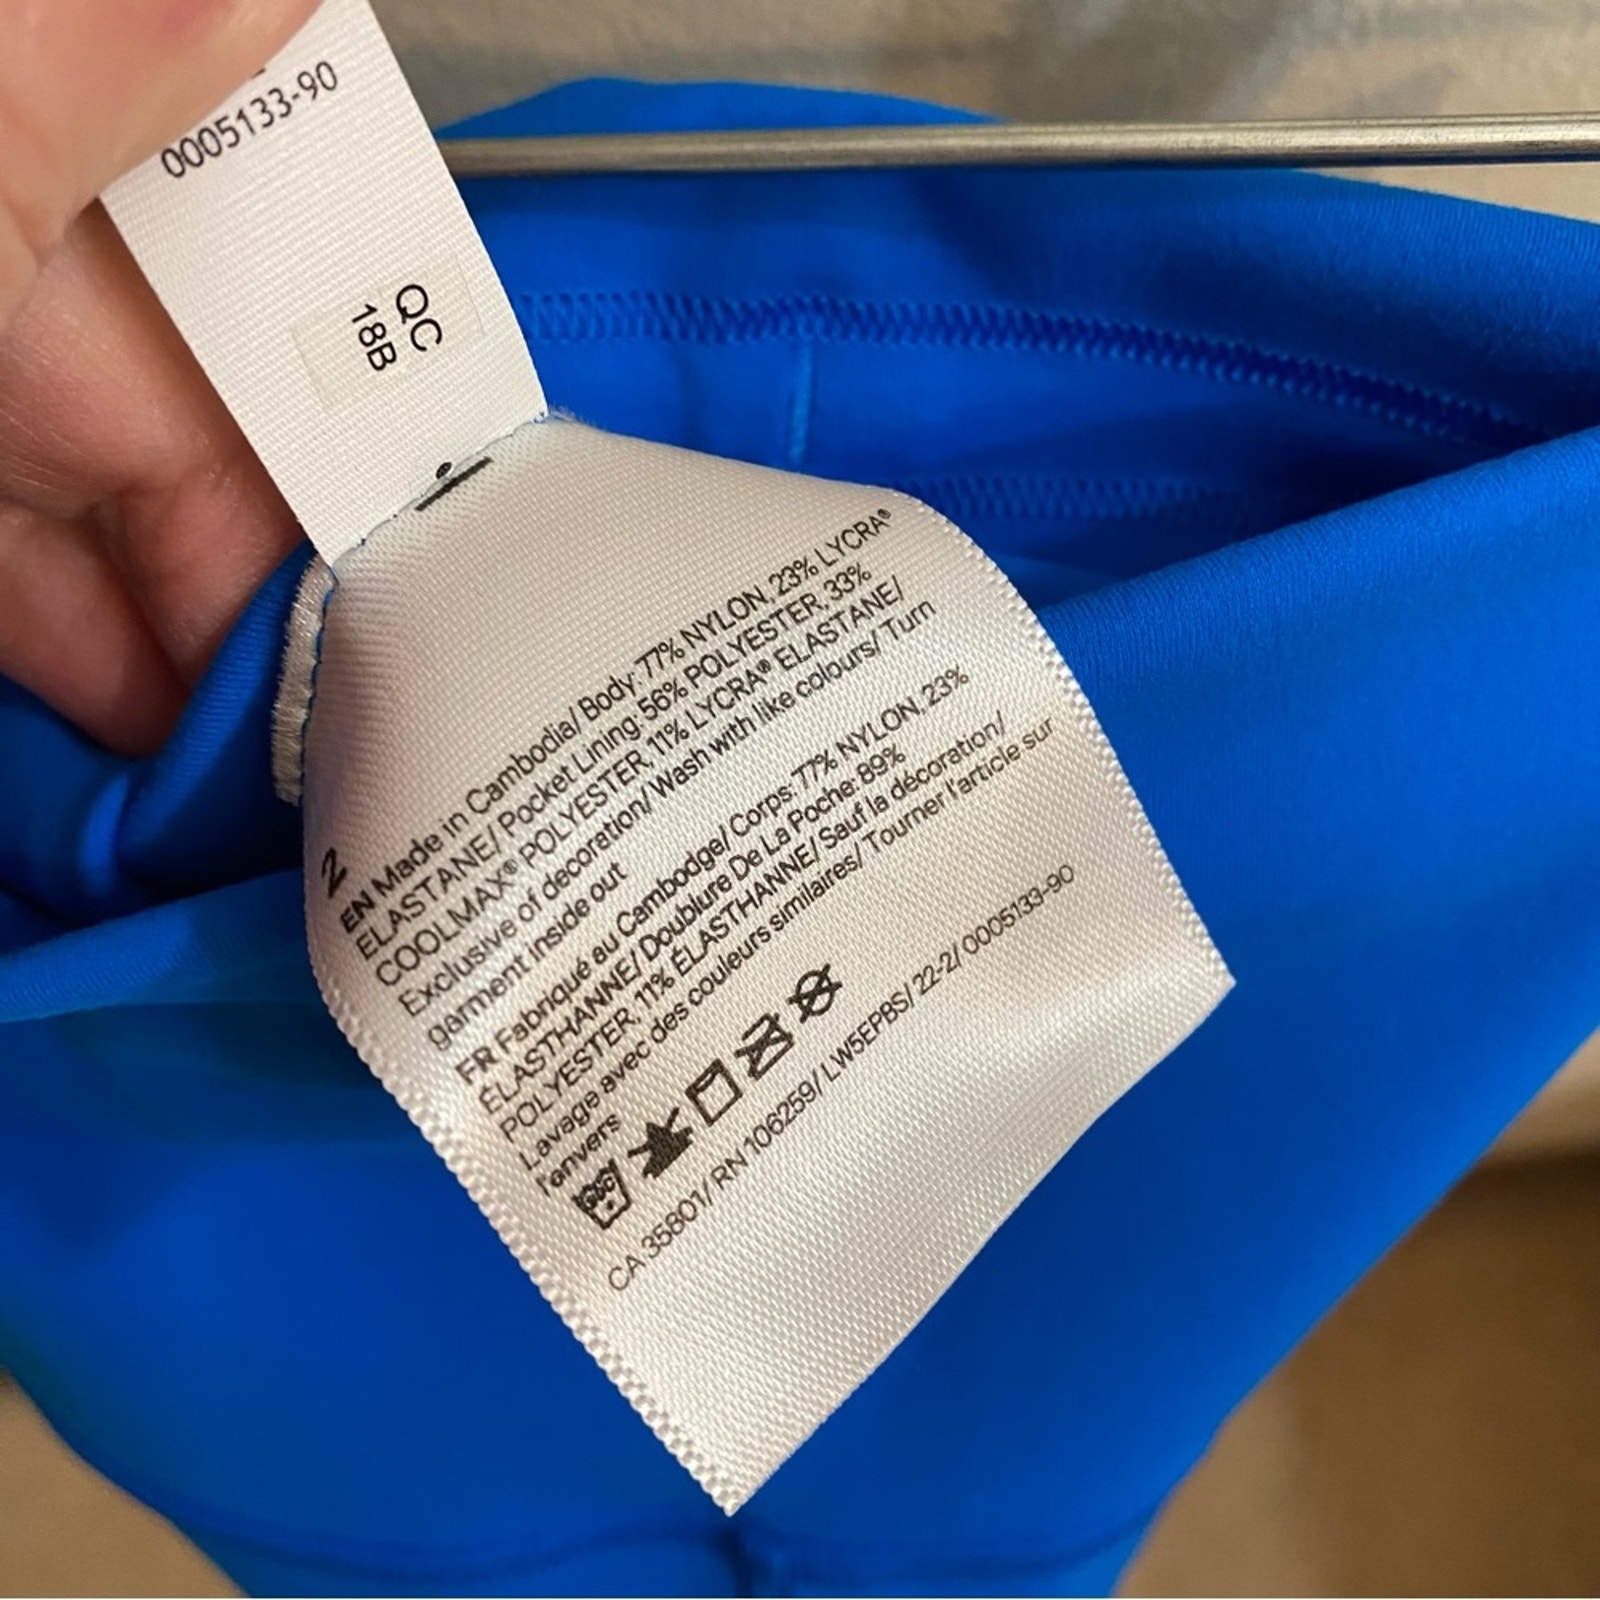 0005133-90
QC
18B
2
EN Made in Cambodia/ Body: 77% NYLON, 23% LYCRA®
ELASTANE/ Pocket Lining: 56% POLYESTER, 33%
COOLMAX® POLYESTER, 11% LYCRA® ELASTANE/
Exclusive of decoration/ Wash with like colours/ Turn
garment inside out
FR Fabriqué au Cambodge/ Corps: 77% NYLON, 23%
ÉLASTHANNE/ Doublure De La Poche: 89%
POLYESTER, 11% ÉLASTHANNE/ Sauf la décoration/
Lavage avec des couleurs similaires/ Tourner l'article sur
l'envers
CA 35801/ RN 106259/ LW5EPBS/ 22-2/ 0005133-90